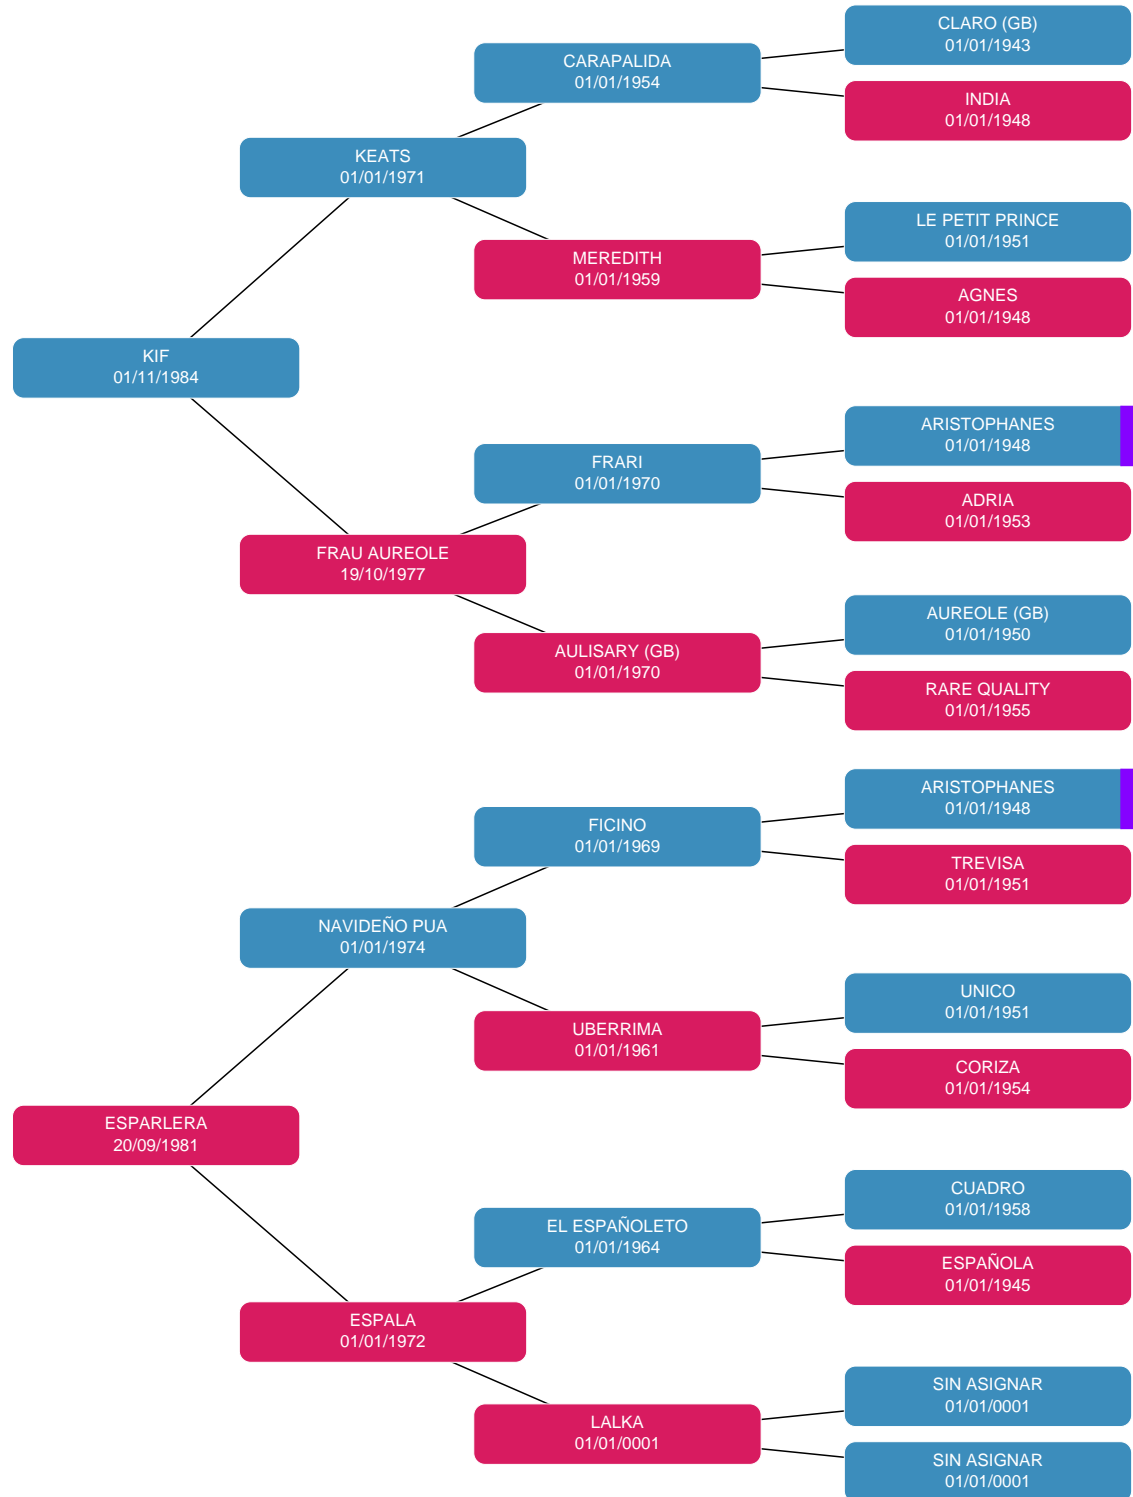 CLARO (GB)
01/01/1943
CARAPALIDA
01/01/1954
INDIA
01/01/1948
KEATS
01/01/1971
LE PETIT PRINCE
01/01/1951
MEREDITH
01/01/1959
AGNES
01/01/1948
KIF
01/11/1984
ARISTOPHANES
01/01/1948
FRARI
01/01/1970
ADRIA
01/01/1953
FRAU AUREOLE
19/10/1977
AUREOLE (GB)
01/01/1950
AULISARY (GB)
01/01/1970
RARE QUALITY
01/01/1955
ARISTOPHANES
01/01/1948
FICINO
01/01/1969
TREVISA
01/01/1951
NAVIDEÑO PUA
01/01/1974
UNICO
01/01/1951
UBERRIMA
01/01/1961
CORIZA
01/01/1954
ESPARLERA
20/09/1981
CUADRO
01/01/1958
EL ESPAÑOLETO
01/01/1964
ESPAÑOLA
01/01/1945
ESPALA
01/01/1972
SIN ASIGNAR
01/01/0001
LALKA
01/01/0001
SIN ASIGNAR
01/01/0001